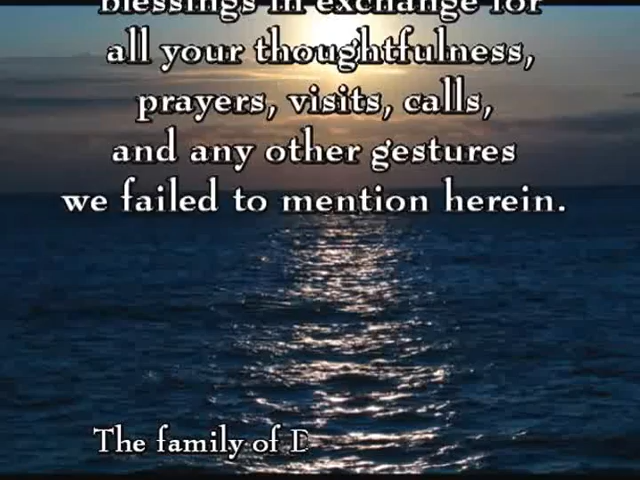 blessings in exchange for
all your thoughtfulness,
prayers, visits, calls,
and any other gestures
we failed to mention herein.
The family of D